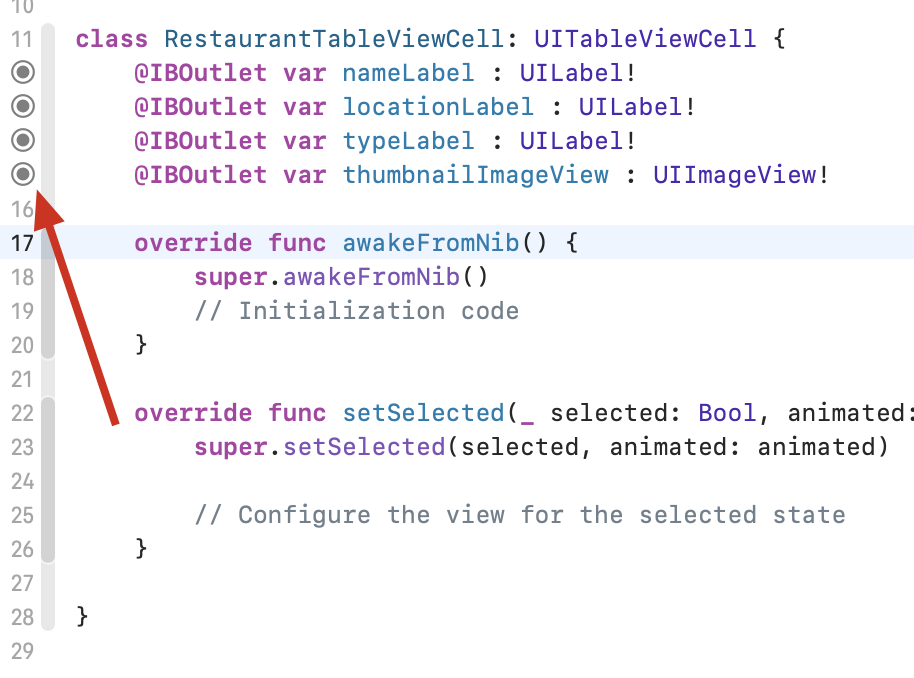 10
11 class RestaurantTableViewCell: UITableViewCell {
@IBOutlet var nameLabel : UILabel!
@IBOutlet var locationLabel : UILabel!
@IBOutlet var typeLabel : UILabel!
@IBOutlet var thumbnailImageView : UIImageView!
16
17 override func awakeFromNib() {
18 super.awakeFromNib()
19 // Initialization code
20 }
21
22 override func setSelected(_ selected: Bool, animated:
23 super.setSelected(selected, animated: animated)
24
25 // Configure the view for the selected state
26 }
27
28 }
29